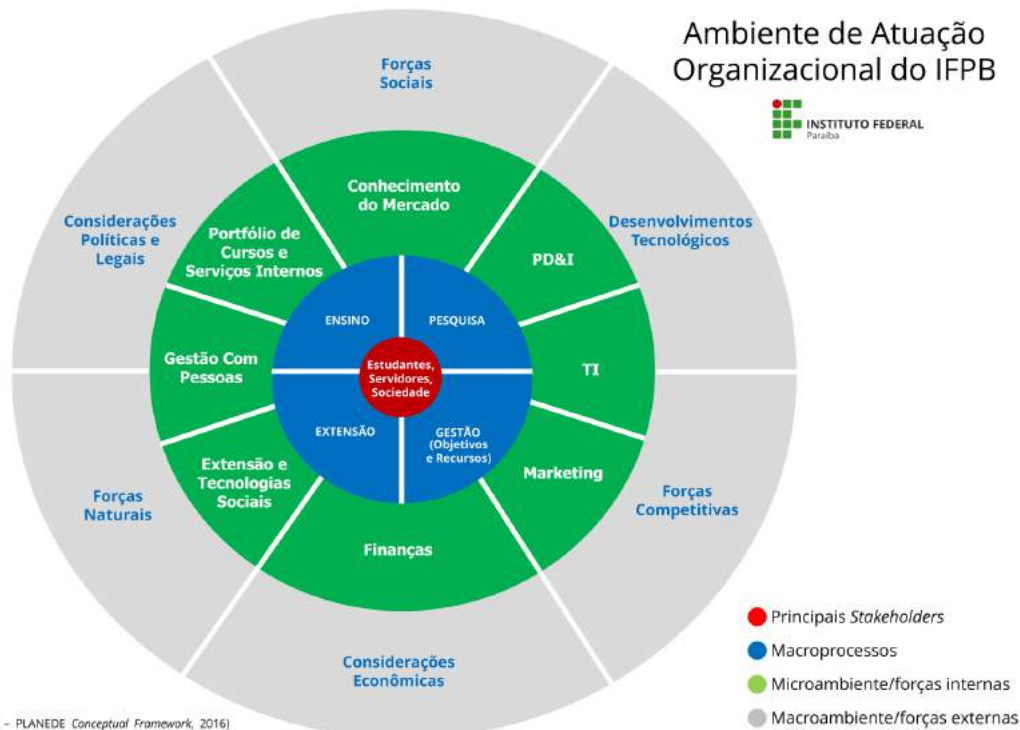 Ambiente de Atuação
Organizacional do IFPB
INSTITUTO FEDERAL
Paraíba
Forças
Sociais
Considerações
Políticas e
Legais
Desenvolvimentos
Tecnológicos
Forças
Naturais
Forças
Competitivas
Considerações
Econômicas
Conhecimento
do Mercado
Portfólio de
Cursos e
Serviços Internos
PD&I
Gestão Com
Pessoas
TI
Extensão e
Tecnologias
Sociais
Marketing
Finanças
ENSINO
PESQUISA
Estudantes,
Servidores,
Sociedade
EXTENSÃO
GESTÃO
(Objetivos
e Recursos)
Principais Stakeholders
Macroprocessos
Microambiente/forças internas
Macroambiente/forças externas
– PLANEDE Conceptual Framework, 2016)